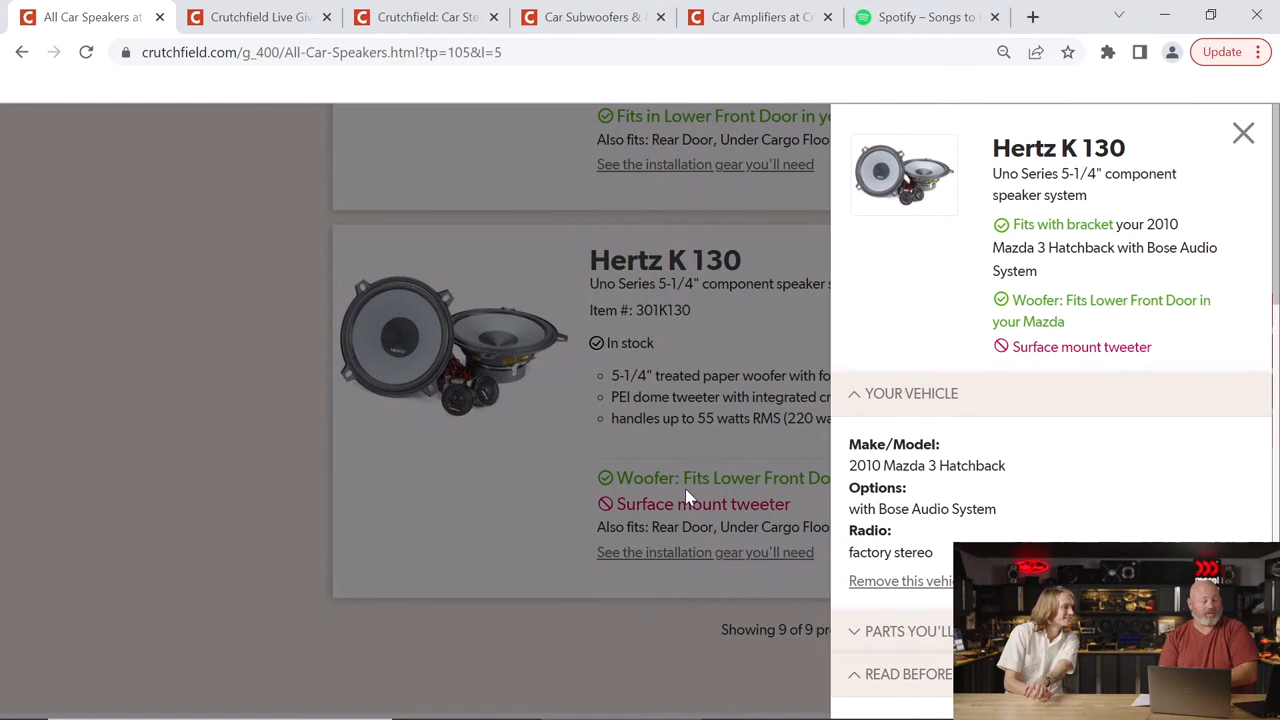 All Car Speakers at
Crutchfield Live Giv
Crutchfield: Car Ste
Car Subwoofers &
Car Amplifiers at Cr
Spotify – Songs to
crutchfield.com/g_400/All-Car-Speakers.html?tp=105&l=5
Update
Fits in Lower Front Door in yo
Also fits: Rear Door, Under Cargo Floo
See the installation gear you'll need
Hertz K 130
Uno Series 5-1/4" component speaker s
Item #: 301K130
In stock
5-1/4" treated paper woofer with fo
PEI dome tweeter with integrated cr
handles up to 55 watts RMS (220 wa
Woofer: Fits Lower Front Do
Surface mount tweeter
Also fits: Rear Door, Under Cargo Floo
See the installation gear you'll need
Showing 9 of 9 pr
Hertz K 130
Uno Series 5-1/4" component
speaker system
Fits with bracket your 2010
Mazda 3 Hatchback with Bose Audio
System
Woofer: Fits Lower Front Door in
your Mazda
Surface mount tweeter
YOUR VEHICLE
Make/Model:
2010 Mazda 3 Hatchback
Options:
with Bose Audio System
Radio:
factory stereo
Remove this vehi
PARTS YOU'LL
READ BEFORE
HERTZ
morel